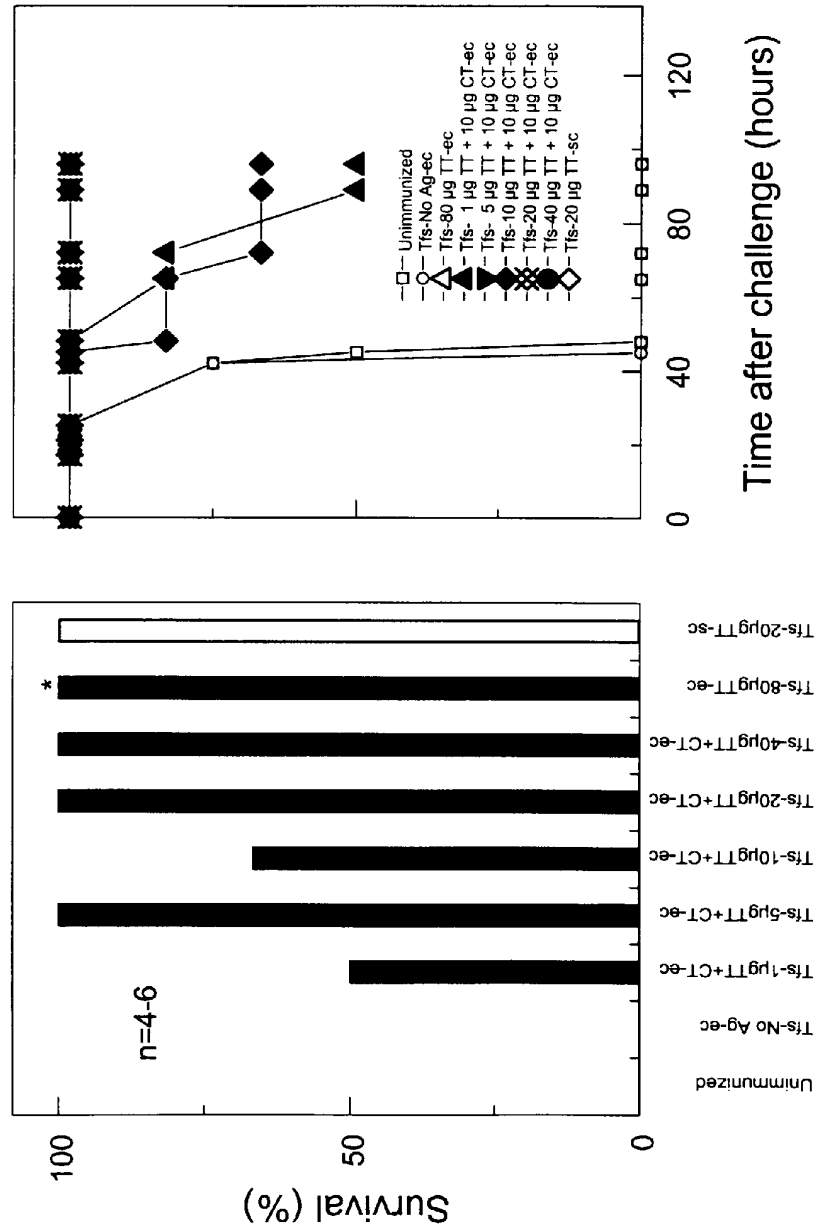 Survival (%)
100
50
0
n=4-6
*
Unimmunized
Tfs-No Ag-ec
Tfs-1µgTT+CT-ec
Tfs-5µgTT+CT-ec
Tfs-10µgTT+CT-ec
Tfs-20µgTT+CT-ec
Tfs-40µgTT+CT-ec
Tfs-80µgTT-ec
Tfs-20µgTT-sc
Unimmunized
Tfs-No Ag-ec
Tfs-80 µg TT-ec
Tfs- 1 µg TT + 10 µg CT-ec
Tfs- 5 µg TT + 10 µg CT-ec
Tfs-10 µg TT + 10 µg CT-ec
Tfs-20 µg TT + 10 µg CT-ec
Tfs-40 µg TT + 10 µg CT-ec
Tfs-20 µg TT-sc
0
40
80
120
Time after challenge (hours)